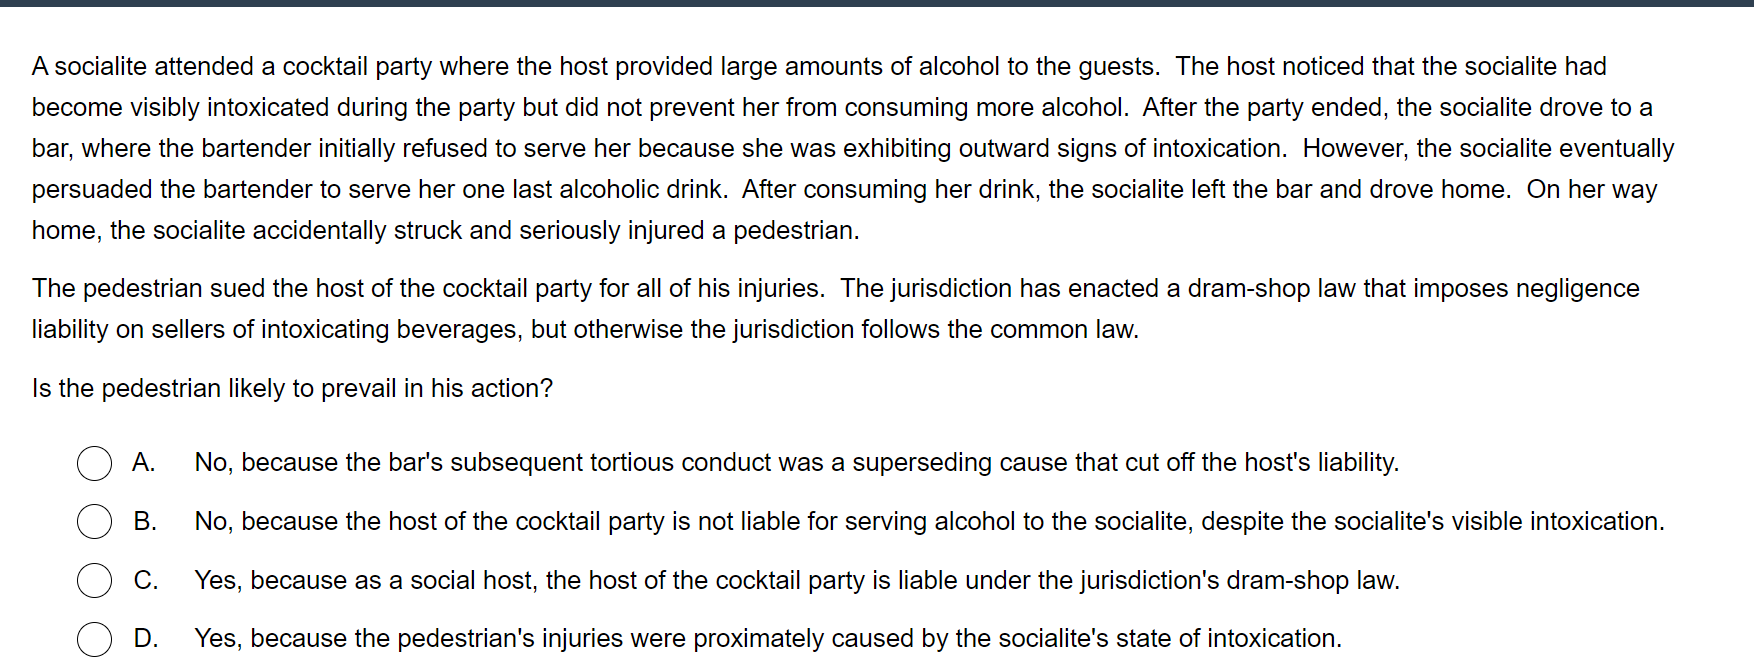 A socialite attended a cocktail party where the host provided large amounts of alcohol to the guests.  The host noticed that the socialite had
become visibly intoxicated during the party but did not prevent her from consuming more alcohol.  After the party ended, the socialite drove to a
bar, where the bartender initially refused to serve her because she was exhibiting outward signs of intoxication.  However, the socialite eventually
persuaded the bartender to serve her one last alcoholic drink.  After consuming her drink, the socialite left the bar and drove home.  On her way
home, the socialite accidentally struck and seriously injured a pedestrian.
The pedestrian sued the host of the cocktail party for all of his injuries.  The jurisdiction has enacted a dram-shop law that imposes negligence
liability on sellers of intoxicating beverages, but otherwise the jurisdiction follows the common law.
Is the pedestrian likely to prevail in his action?
A. No, because the bar's subsequent tortious conduct was a superseding cause that cut off the host's liability.
B. No, because the host of the cocktail party is not liable for serving alcohol to the socialite, despite the socialite's visible intoxication.
C. Yes, because as a social host, the host of the cocktail party is liable under the jurisdiction's dram-shop law.
D. Yes, because the pedestrian's injuries were proximately caused by the socialite's state of intoxication.